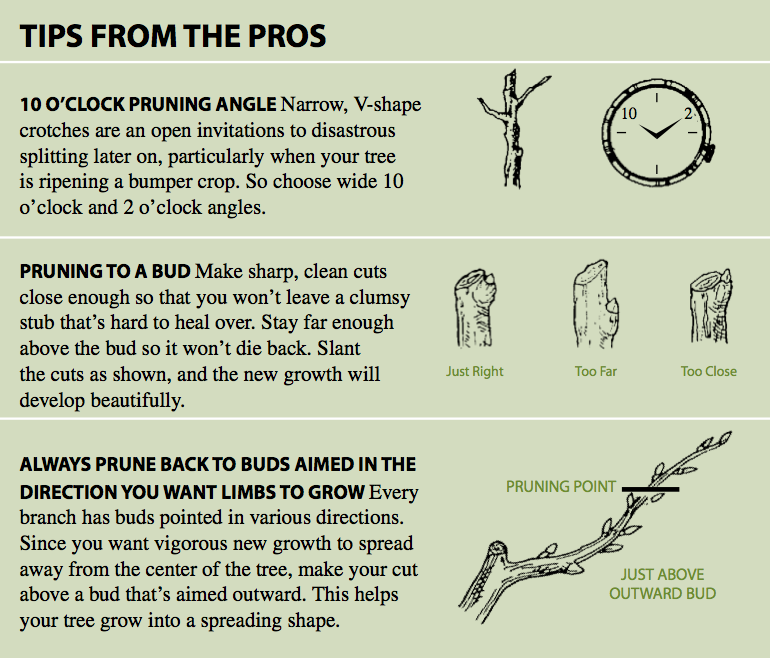 TIPS FROM THE PROS
10 O’CLOCK PRUNING ANGLE Narrow, V-shape
crotches are an open invitations to disastrous
splitting later on, particularly when your tree
is ripening a bumper crop. So choose wide 10
o’clock and 2 o’clock angles.
10 2
PRUNING TO A BUD Make sharp, clean cuts
close enough so that you won’t leave a clumsy
stub that’s hard to heal over. Stay far enough
above the bud so it won’t die back. Slant
the cuts as shown, and the new growth will
develop beautifully.
Just Right Too Far Too Close
ALWAYS PRUNE BACK TO BUDS AIMED IN THE
DIRECTION YOU WANT LIMBS TO GROW Every
branch has buds pointed in various directions.
Since you want vigorous new growth to spread
away from the center of the tree, make your cut
above a bud that’s aimed outward. This helps
your tree grow into a spreading shape.
PRUNING POINT
JUST ABOVE
OUTWARD BUD